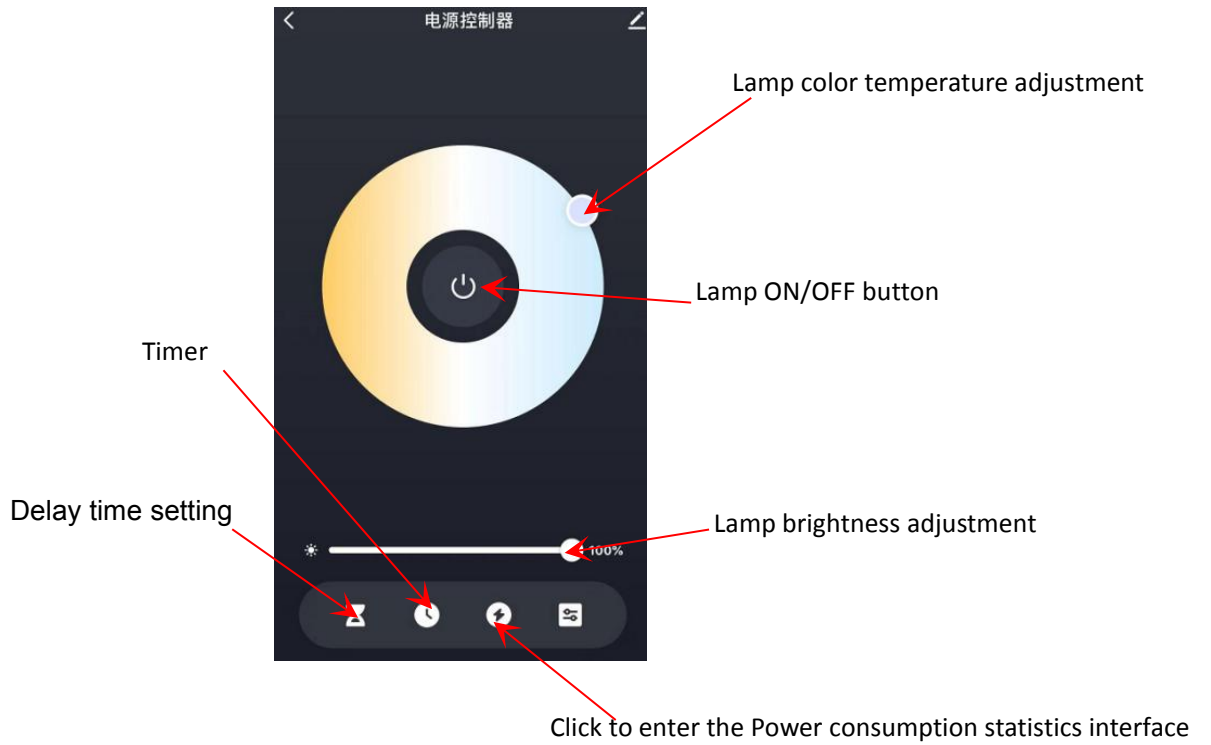 电源控制器
Lamp color temperature adjustment
Lamp ON/OFF button
Timer
Delay time setting
Lamp brightness adjustment
100%
Click to enter the Power consumption statistics interface